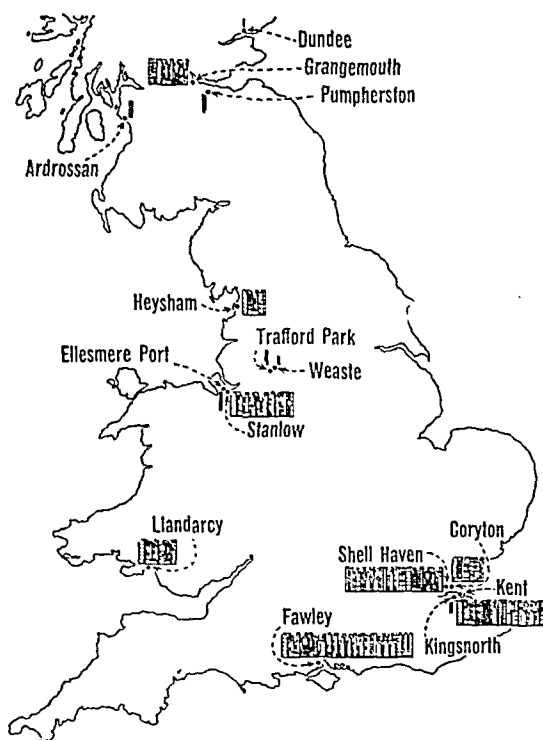 Dundee
Grangemouth
Pumpherston
Ardrossan
Heysham
Trafford Park
Ellesmere Port
Weaste
Stanlow
Llandarcy
Coryton
Shell Haven
Kent
Fawley
Kingsnorth